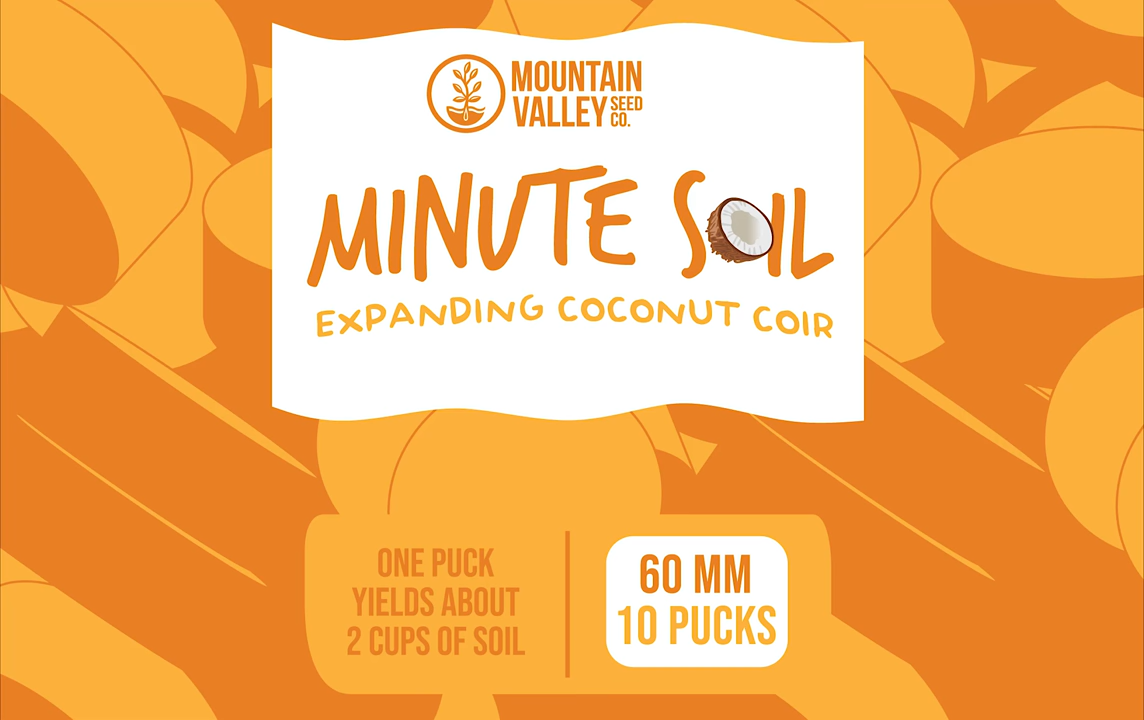 MOUNTAIN
VALLEY SEED CO.
MINUTE SOIL
EXPANDING COCONUT COIR
ONE PUCK
YIELDS ABOUT
2 CUPS OF SOIL
60 MM
10 PUCKS